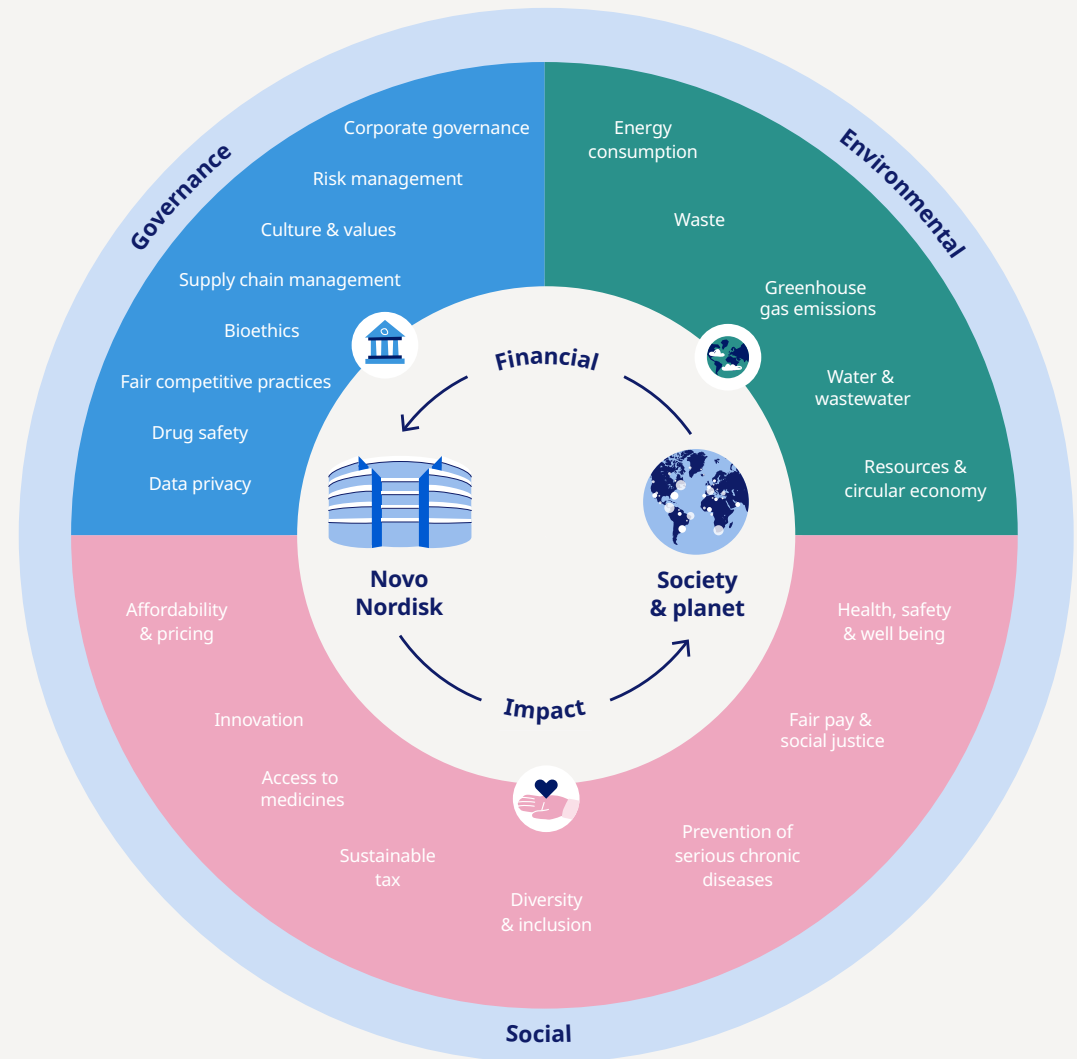 Governance
Corporate governance
Risk management
Culture & values
Supply chain management
Bioethics
Fair competitive practices
Drug safety
Data privacy
Environmental
Energy
consumption
Waste
Greenhouse
gas emissions
Water &
wastewater
Resources &
circular economy
Financial
Novo
Nordisk
Society
& planet
Impact
Affordability
& pricing
Innovation
Access to
medicines
Sustainable
tax
Diversity
& inclusion
Prevention of
serious chronic
diseases
Fair pay &
social justice
Health, safety
& well being
Social